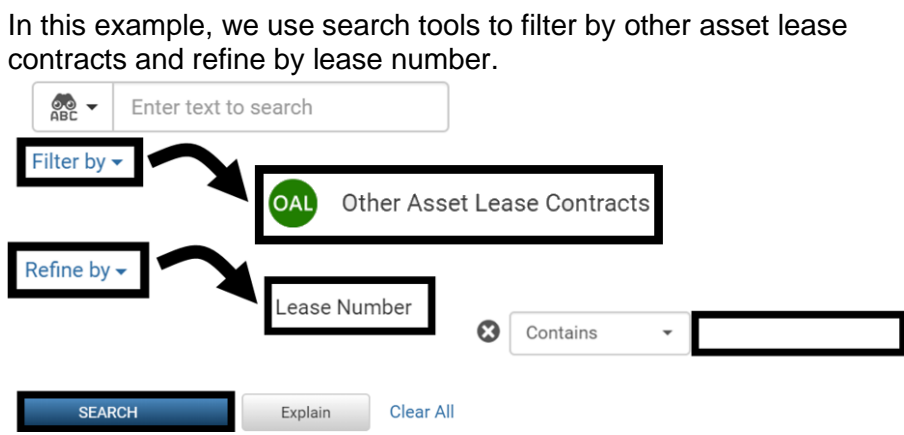 In this example, we use search tools to filter by other asset lease
contracts and refine by lease number.
ABC Enter text to search
Filter by
OAL Other Asset Lease Contracts
Refine by
Lease Number
Contains
SEARCH Explain Clear All